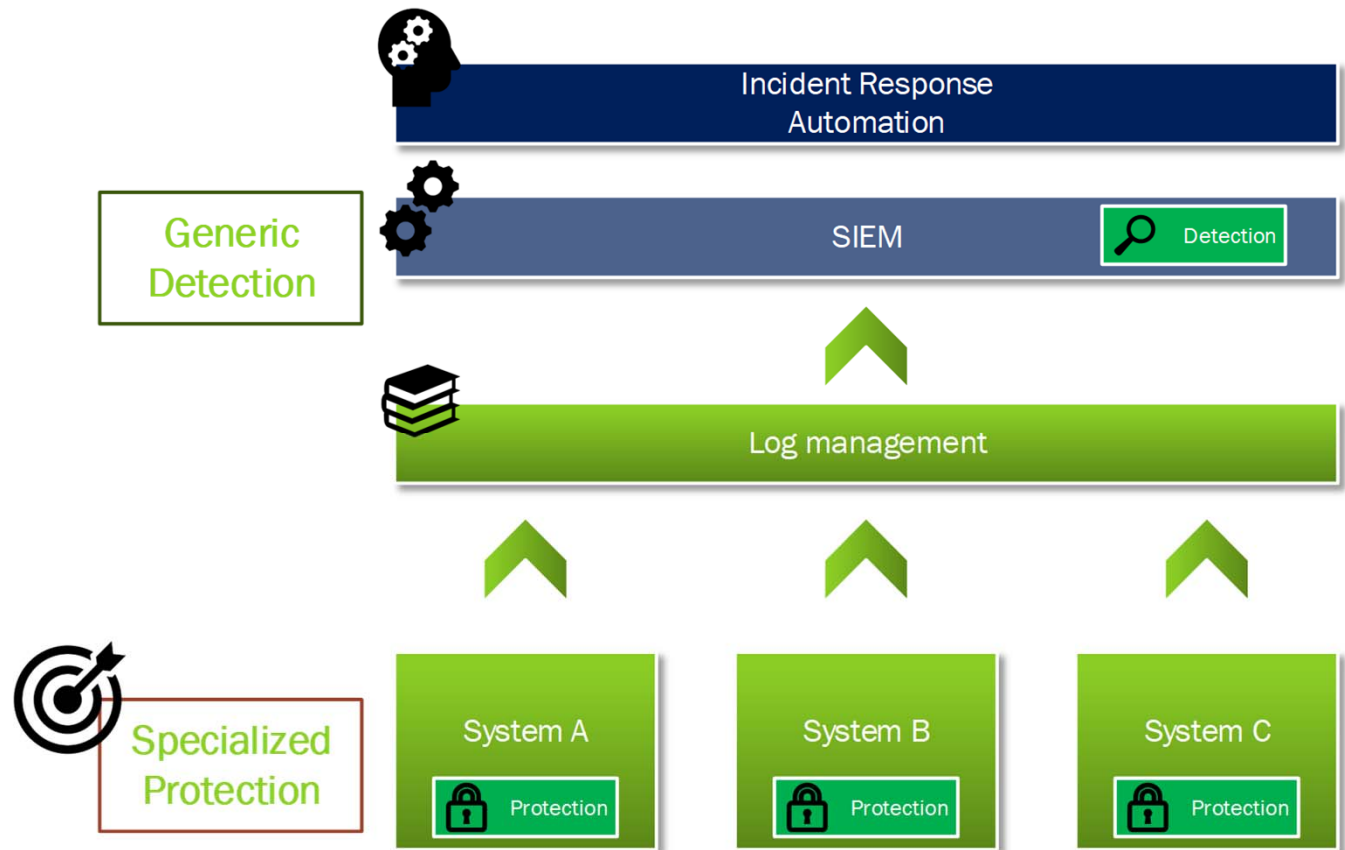 Incident Response
Automation
Generic
Detection
SIEM
Detection
Log management
Specialized
Protection
System A
System B
System C
Protection
Protection
Protection